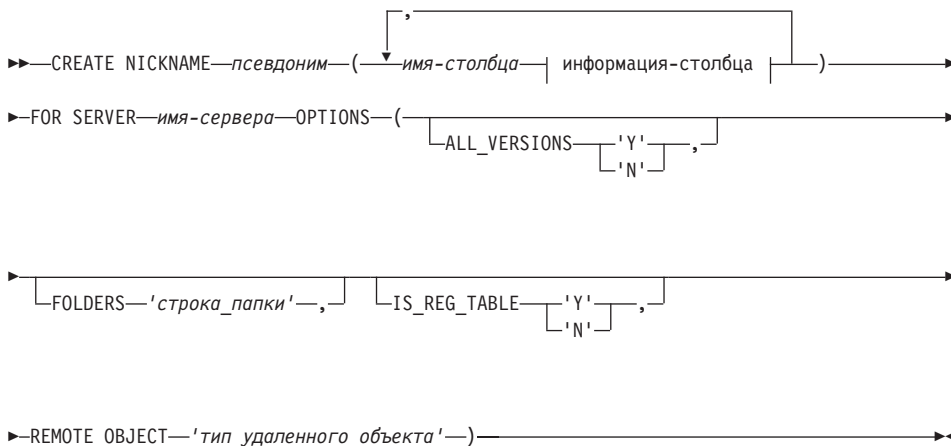 ,
CREATE NICKNAME псевдоним ( имя-столбца информация-столбца )
FOR SERVER имя-сервера OPTIONS (
ALL_VERSIONS 'Y' ,
'N'
FOLDERS 'строка_папки' , IS_REG_TABLE 'Y' ,
'N'
REMOTE OBJECT 'тип удаленного объекта' )